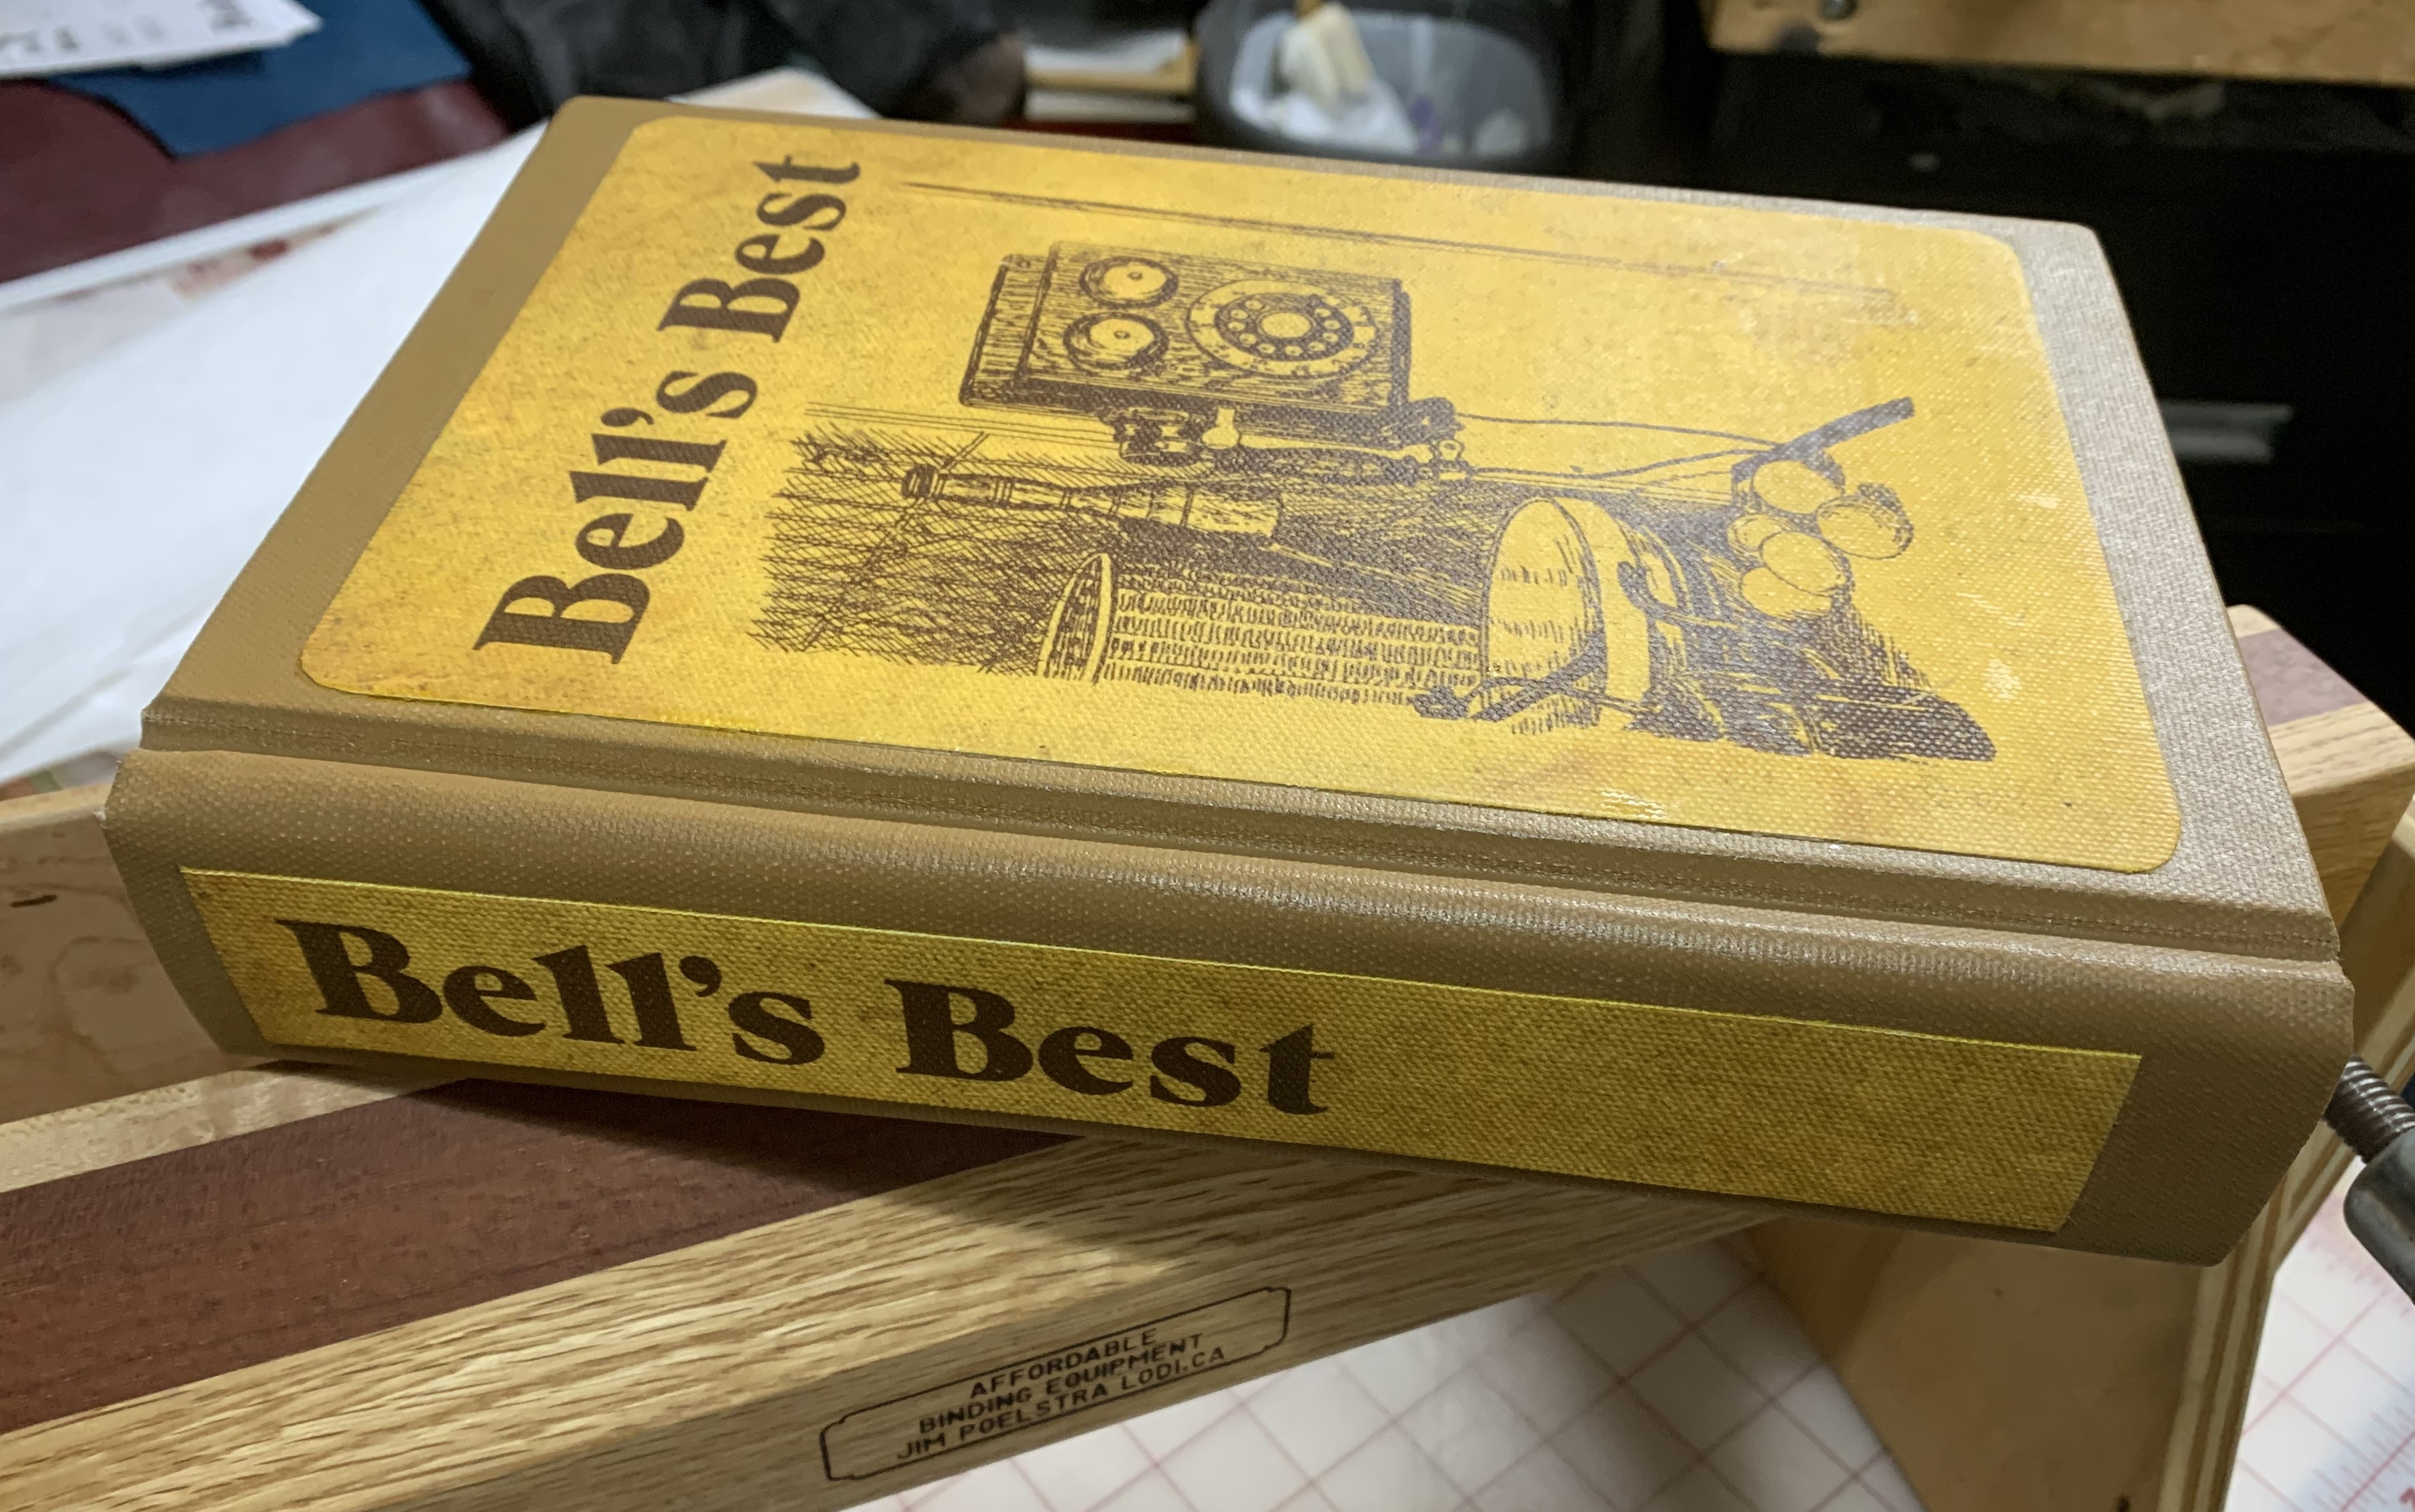 Bell's Best
Bell's Best
AFFORDABLE
BINDING EQUIPMENT
JIM POELSTRA LODI.CA